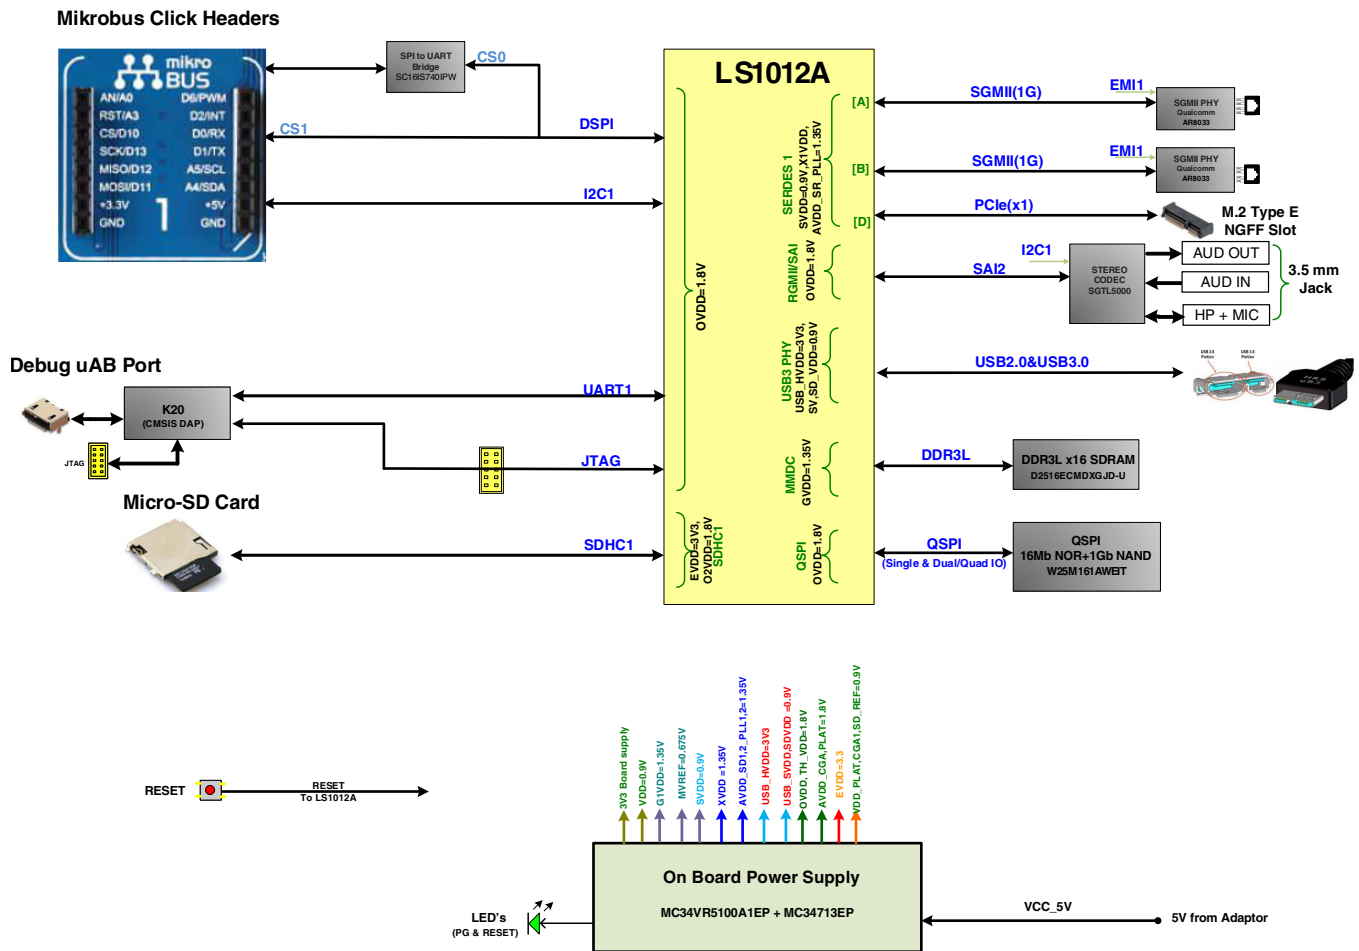 Mikrobus Click Headers
mikro
BUS
AN/A0
D6/PWM
RST/A3
D2/INT
CS/D10
D0/RX
SCK/D13
D1/TX
MISO/D12
A5/SCL
MOSI/D11
A4/SDA
+3.3V
+5V
GND
GND
1
SPI to UART
Bridge
SC16IS740IPW
CS0
CS1
DSPI
I2C1
LS1012A
OVDD=1.8V
[A]
[B]
[D]
SERDES 1
SVDD=0.9V,X1VDD,
AVDD_SR_PLL=1.35V
RGMII/SAI
OVDD=1.8V
USB3 PHY
USB_HVDD=3V3,
SV,SD_VDD=0.9V
MMDC
GVDD=1.35V
QSPI
OVDD=1.8V
EVDD=3V3,
O2VDD=1.8V
SDHC1
SGMII(1G)
EMI1
SGMII PHY
Qualcomm
AR8033
SGMII(1G)
EMI1
SGMII PHY
Qualcomm
AR8033
PCIe(x1)
M.2 Type E
NGFF Slot
I2C1
SAI2
STEREO
CODEC
SGTL5000
AUD OUT
AUD IN
HP + MIC
3.5 mm
Jack
USB2.0&USB3.0
USB 2.0
Portion
USB 3.0
Portion
Debug uAB Port
K20
(CMSIS DAP)
JTAG
UART1
JTAG
DDR3L
DDR3L x16 SDRAM
D2516ECMDXGJD-U
Micro-SD Card
SDHC1
QSPI
(Single & Dual/Quad IO)
QSPI
16Mb NOR+1Gb NAND
W25M161AWEIT
RESET
RESET
To LS1012A
3V3 Board supply
VDD=0.9V
G1VDD=1.35V
MVREF=0.675V
SVDD=0.9V
XVDD =1.35V
AVDD_SD1,2_PLL1,2=1.35V
USB_HVDD=3V3
USB_SVDD,SDVDD =0.9V
OVDD, TH_VDD=1.8V
AVDD_CGA,PLAT=1.8V
EVDD=3.3
VDD_PLAT,CGA1,SD_REF=0.9V
On Board Power Supply
MC34VR5100A1EP + MC34713EP
LED's
(PG & RESET)
VCC_5V
5V from Adaptor